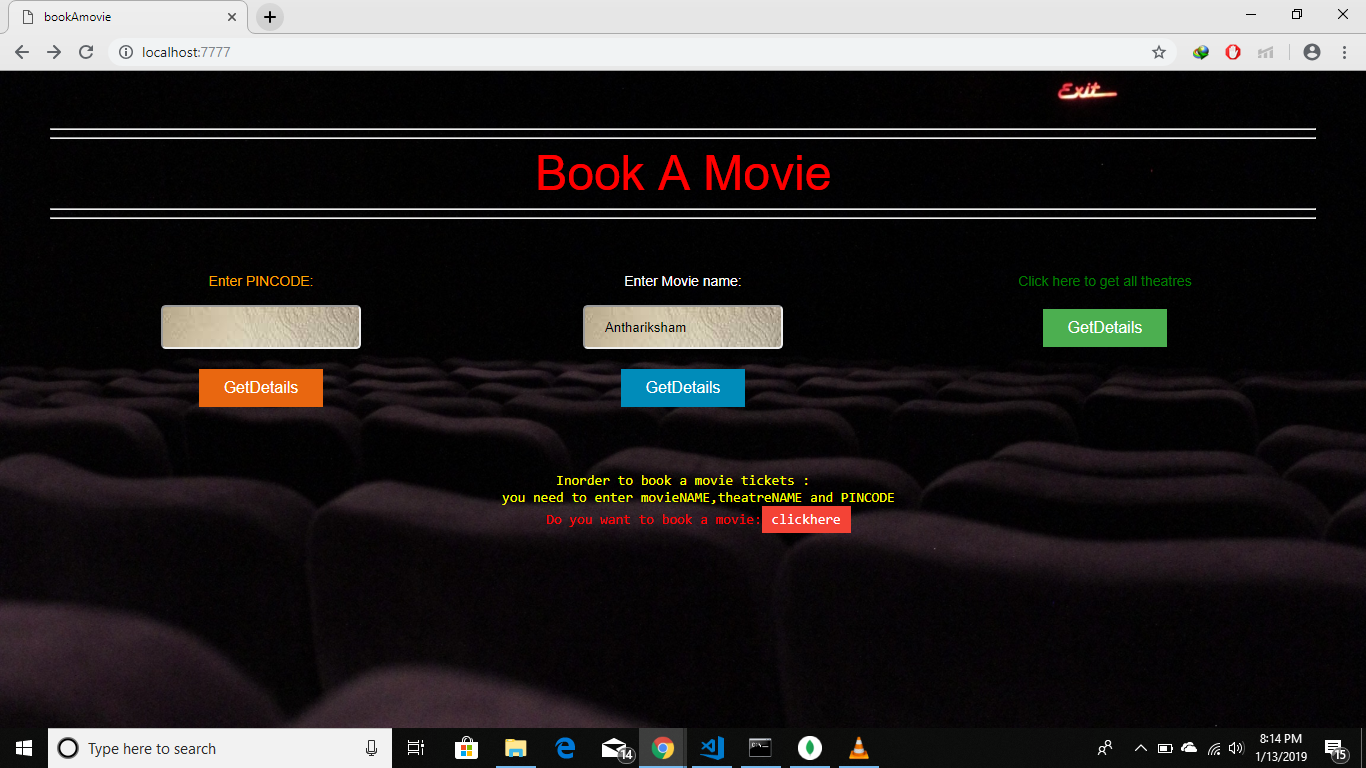 bookAmovie
localhost:7777
Exit
Book A Movie
Enter PINCODE:
Enter Movie name:
Click here to get all theatres
Anthariksham
GetDetails
GetDetails
GetDetails
Inorder to book a movie tickets :
you need to enter movieNAME,theatreNAME and PINCODE
Do you want to book a movie: clickhere
Type here to search
14
8:14 PM
1/13/2019
15